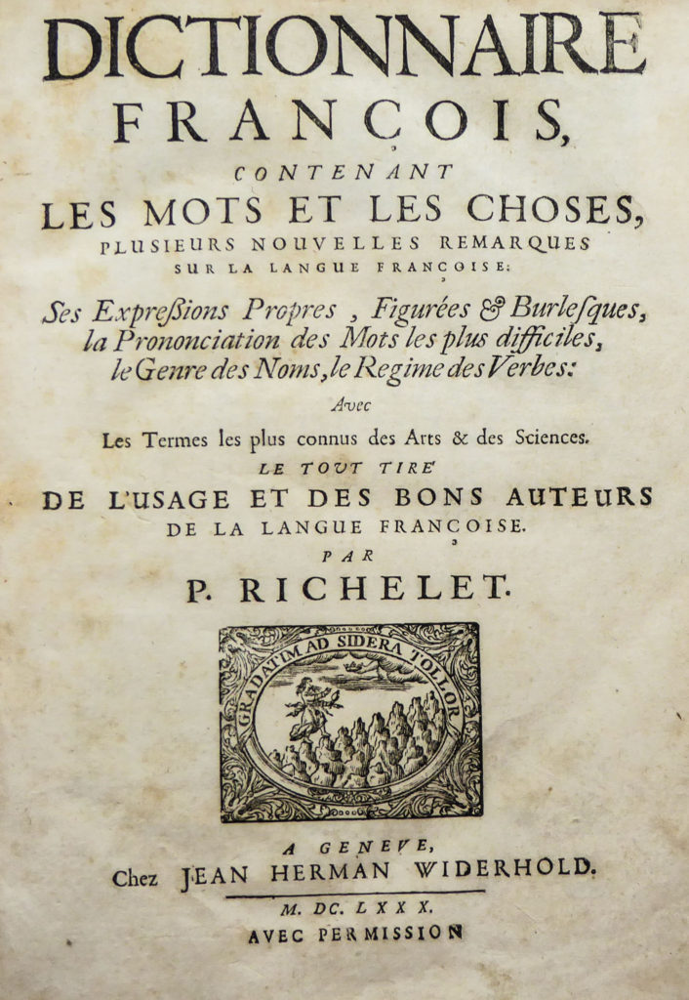 DICTIONNAIRE
FRANÇOIS,
CONTENANT
LES MOTS ET LES CHOSES,
PLUSIEURS NOUVELLES REMARQUES
SUR LA LANGUE FRANÇOISE:
Ses Expreßions Propres , Figurées & Burleſques,
la Prononciation des Mots les plus difficiles,
le Genre des Noms, le Regime des Verbes:
Avec
Les Termes les plus connus des Arts & des Sciences.
LE TOVT TIRÉ
DE L'USAGE ET DES BONS AUTEURS
DE LA LANGUE FRANÇOISE.
PAR
P. RICHELET.
GRADATIM AD SIDERA TOLLOR
A GENEVE,
Chez JEAN HERMAN WIDERHOLD.
M. DC. LXXX.
AVEC PERMISSION